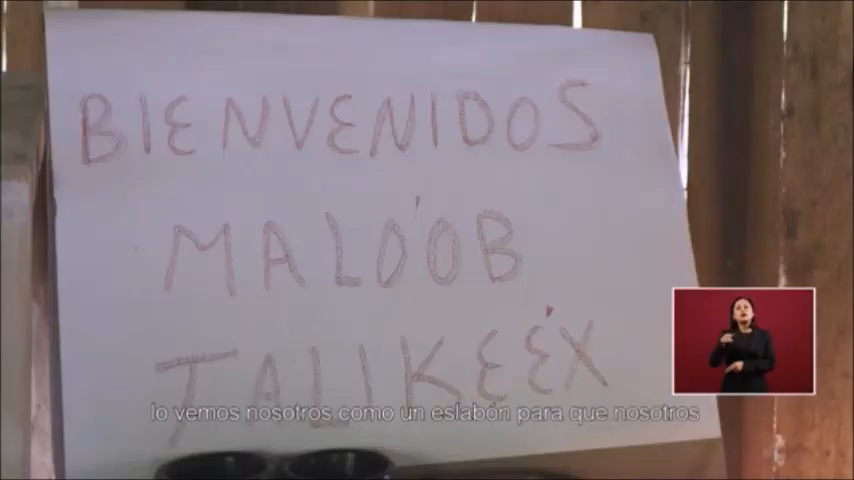 BIENVENIDOS
MALO'OB
TALIKE'EX
lo vemos nosotros como un eslabón para que nosotros